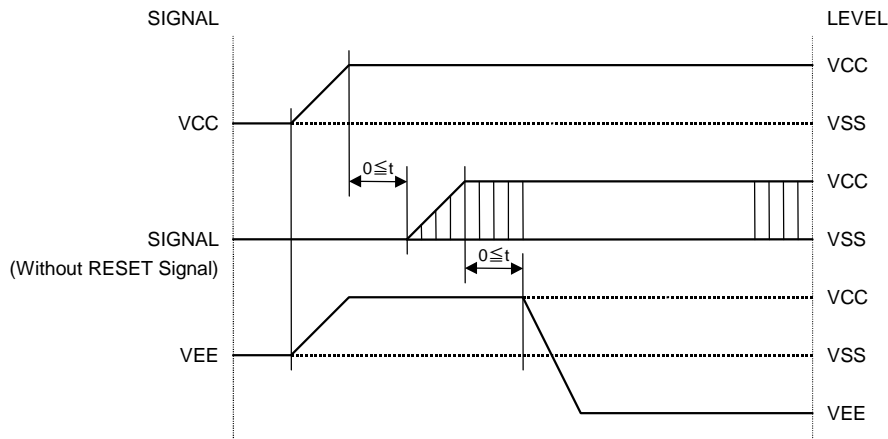 SIGNAL LEVEL
VCC
VCC VSS
0≦t VCC
SIGNAL VSS
(Without RESET Signal) 0≦t
VCC
VEE VSS
VEE